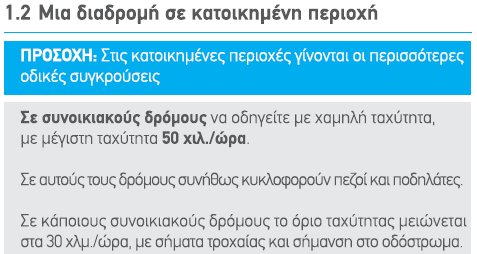 1.2 Μια διαδρομή σε κατοικημένη περιοχή
ΠΡΟΣΟΧΗ: Στις κατοικημένες περιοχές γίνονται οι περισσότερες
οδικές συγκρούσεις
Σε συνοικιακούς δρόμους να οδηγείτε με χαμηλή ταχύτητα,
με μέγιστη ταχύτητα 50 χιλ./ώρα.
Σε αυτούς τους δρόμους συνήθως κυκλοφορούν πεζοί και ποδηλάτες.
Σε κάποιους συνοικιακούς δρόμους το όριο ταχύτητας μειώνεται
στα 30 χλμ./ώρα, με σήματα τροχαίας και σήμανση στο οδόστρωμα.